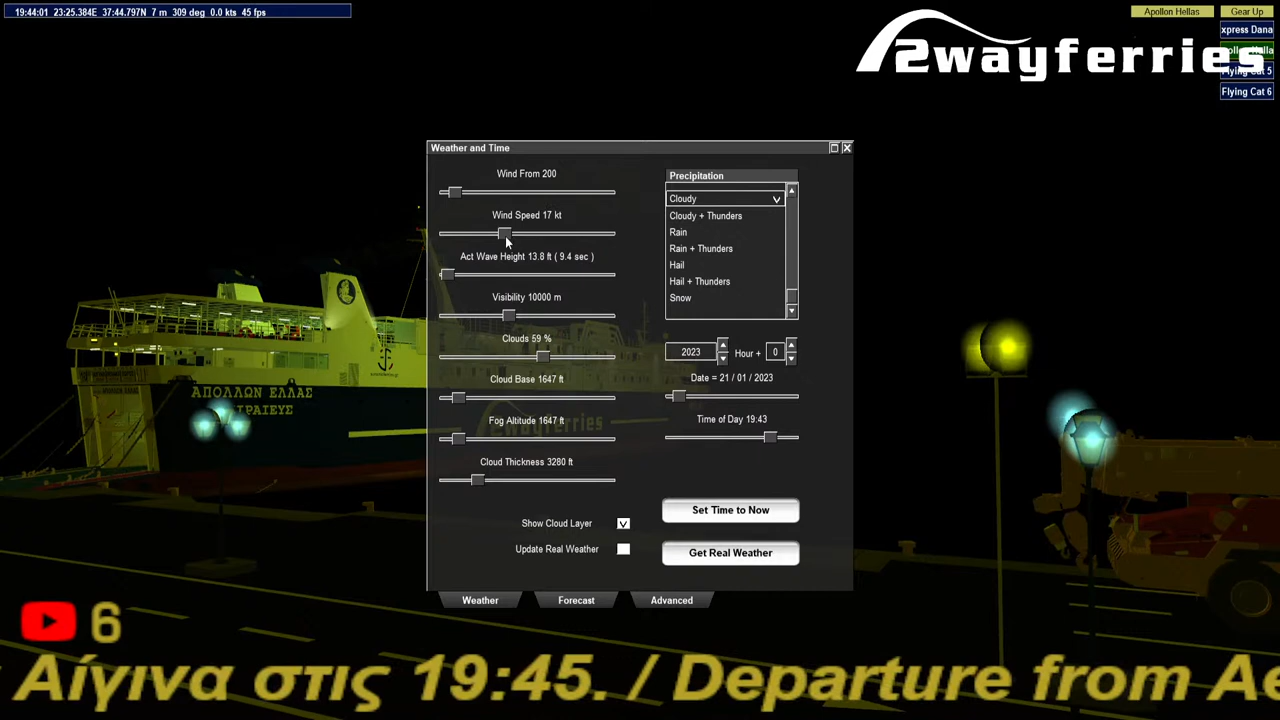 19:44:01 23:25.384E 37:44.797N 7 m 309 deg 0.0 kts 45 fps
Apollon Hellas
Gear Up
xpress Dana
Flying Cat 5
Flying Cat 6
2wayferries
Weather and Time
Wind From 200
Wind Speed 17 kt
Act Wave Height 13.8 ft ( 9.4 sec )
Visibility 10000 m
Clouds 59 %
Cloud Base 1647 ft
Fog Altitude 1647 ft
Cloud Thickness 3280 ft
Show Cloud Layer
Update Real Weather
Precipitation
Cloudy
Cloudy + Thunders
Rain
Rain + Thunders
Hail
Hail + Thunders
Snow
2023 Hour + 0
Date = 21 / 01 / 2023
Time of Day 19:43
Set Time to Now
Get Real Weather
Weather Forecast Advanced
ΑΠΟΛΛΩΝ ΕΛΛΑΣ
2wayferries
6
Αίγινα στις 19:45. / Departure from Ae